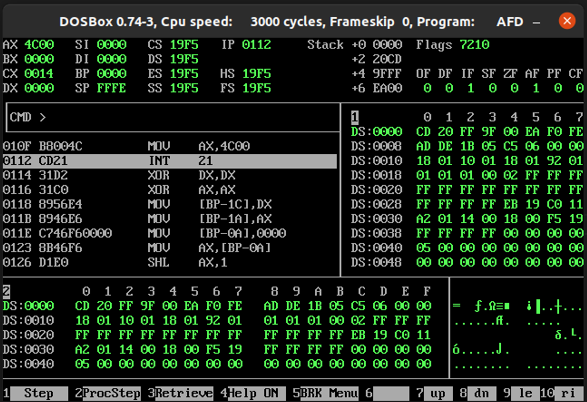 DOSBox 0.74-3, Cpu speed: 3000 cycles, Frameskip 0, Program: AFD
AX 4C00 SI 0000 CS 19F5 IP 0112 Stack +0 0000 Flags 7210
BX 0000 DI 0000 DS 19F5 +2 20CD
CX 0014 BP 0000 ES 19F5 HS 19F5 +4 9FFF OF DF IF SF ZF AF PF CF
DX 0000 SP FFFE SS 19F5 FS 19F5 +6 EA00 0 0 1 0 0 1 0 0
CMD >
010F B8004C MOV AX,4C00
0112 CD21 INT 21
0114 31D2 XOR DX,DX
0116 31C0 XOR AX,AX
0118 8956E4 MOV [BP-1C],DX
011B 8946E6 MOV [BP-1A],AX
011E C746F60000 MOV [BP-0A],0000
0123 8B46F6 MOV AX,[BP-0A]
0126 D1E0 SHL AX,1
1 0 1 2 3 4 5 6 7
DS:0000 CD 20 FF 9F 00 EA F0 FE
DS:0008 AD DE 1B 05 C5 06 00 00
DS:0010 18 01 10 01 18 01 92 01
DS:0018 01 01 01 00 02 FF FF FF
DS:0020 FF FF FF FF FF FF FF FF
DS:0028 FF FF FF FF EB 19 C0 11
DS:0030 A2 01 14 00 18 00 F5 19
DS:0038 FF FF FF FF 00 00 00 00
DS:0040 05 00 00 00 00 00 00 00
DS:0048 00 00 00 00 00 00 00 00
2 0 1 2 3 4 5 6 7 8 9 A B C D E F
DS:0000 CD 20 FF 9F 00 EA F0 FE AD DE 1B 05 C5 06 00 00
DS:0010 18 01 10 01 18 01 92 01 01 01 01 00 02 FF FF FF
DS:0020 FF FF FF FF FF FF FF FF FF FF FF FF EB 19 C0 11
DS:0030 A2 01 14 00 18 00 F5 19 FF FF FF FF 00 00 00 00
DS:0040 05 00 00 00 00 00 00 00 00 00 00 00 00 00 00 00
1 Step 2 ProcStep 3 Retrieve 4 Help ON 5 BRK Menu 6 7 up 8 dn 9 le 10 ri